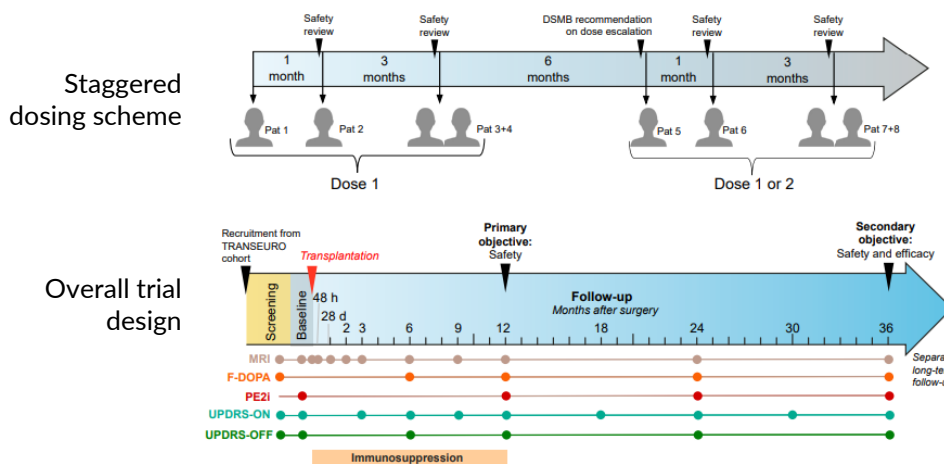 Staggered
dosing scheme
Safety
review
Safety
review
DSMB recommendation
on dose escalation
Safety
review
Safety
review
1
month
3
months
6
months
1
month
3
months
Pat 1
Pat 2
Pat 3+4
Pat 5
Pat 6
Pat 7+8
Dose 1
Dose 1 or 2
Overall trial
design
Recruitment from
TRANSEURO
cohort
Transplantation
Primary
objective:
Safety
Secondary
objective:
Safety and efficacy
Screening
Baseline
48 h
28 d
Follow-up
Months after surgery
2 3 6 9 12 18 24 30 36
MRI
F-DOPA
PE2i
UPDRS-ON
UPDRS-OFF
Immunosuppression